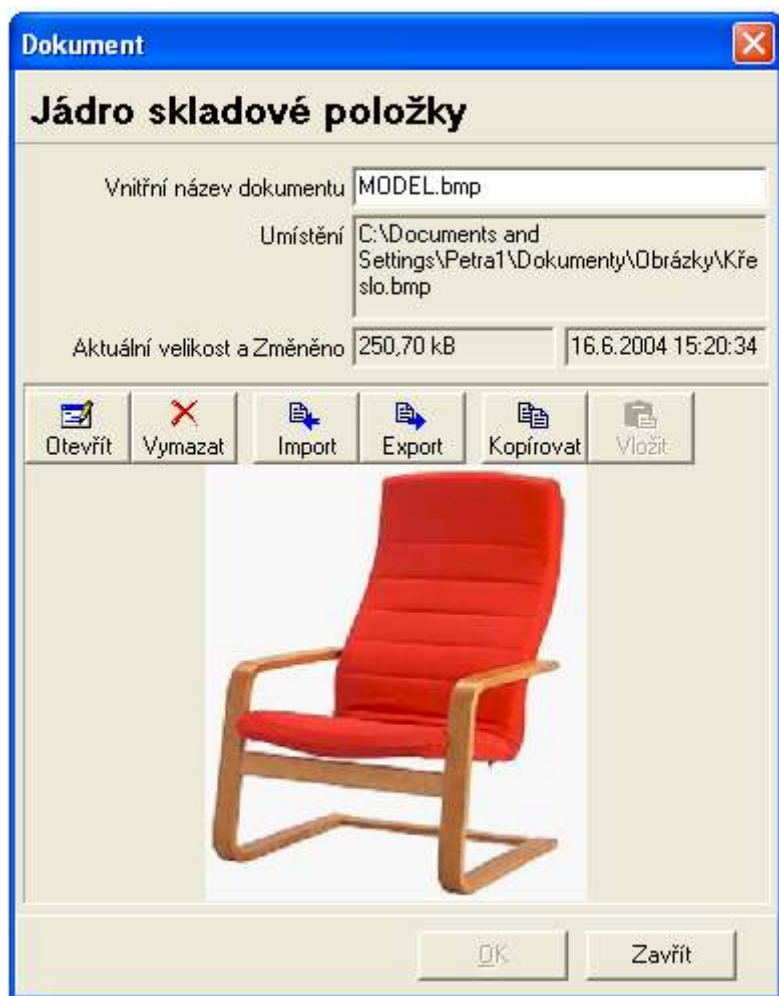 Dokument
Jádro skladové položky
Vnitřní název dokumentu MODEL.bmp
Umístění C:\Documents and
Settings\Petra1\Dokumenty\Obrázky\Kře
slo.bmp
Aktuální velikost a Změněno 250,70 kB 16.6.2004 15:20:34
Otevřít Vymazat Import Export Kopírovat Vložit
OK Zavřít